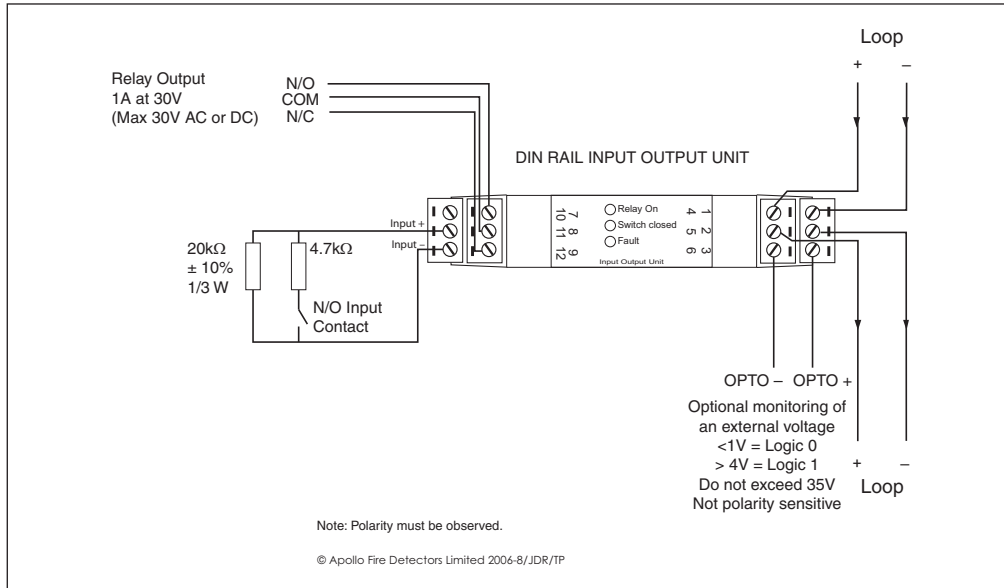 Loop
+ –
Relay Output
1A at 30V
(Max 30V AC or DC)
N/O
COM
N/C
DIN RAIL INPUT OUTPUT UNIT
Input +
Input –
7
8
9
10
11
12
Relay On
Switch closed
Fault
Input Output Unit
1
2
3
4
5
6
20kΩ
± 10%
1/3 W
4.7kΩ
N/O Input
Contact
OPTO – OPTO +
Optional monitoring of
an external voltage
<1V = Logic 0
> 4V = Logic 1
Do not exceed 35V
Not polarity sensitive
+ –
Loop
Note: Polarity must be observed.
© Apollo Fire Detectors Limited 2006-8/JDR/TP